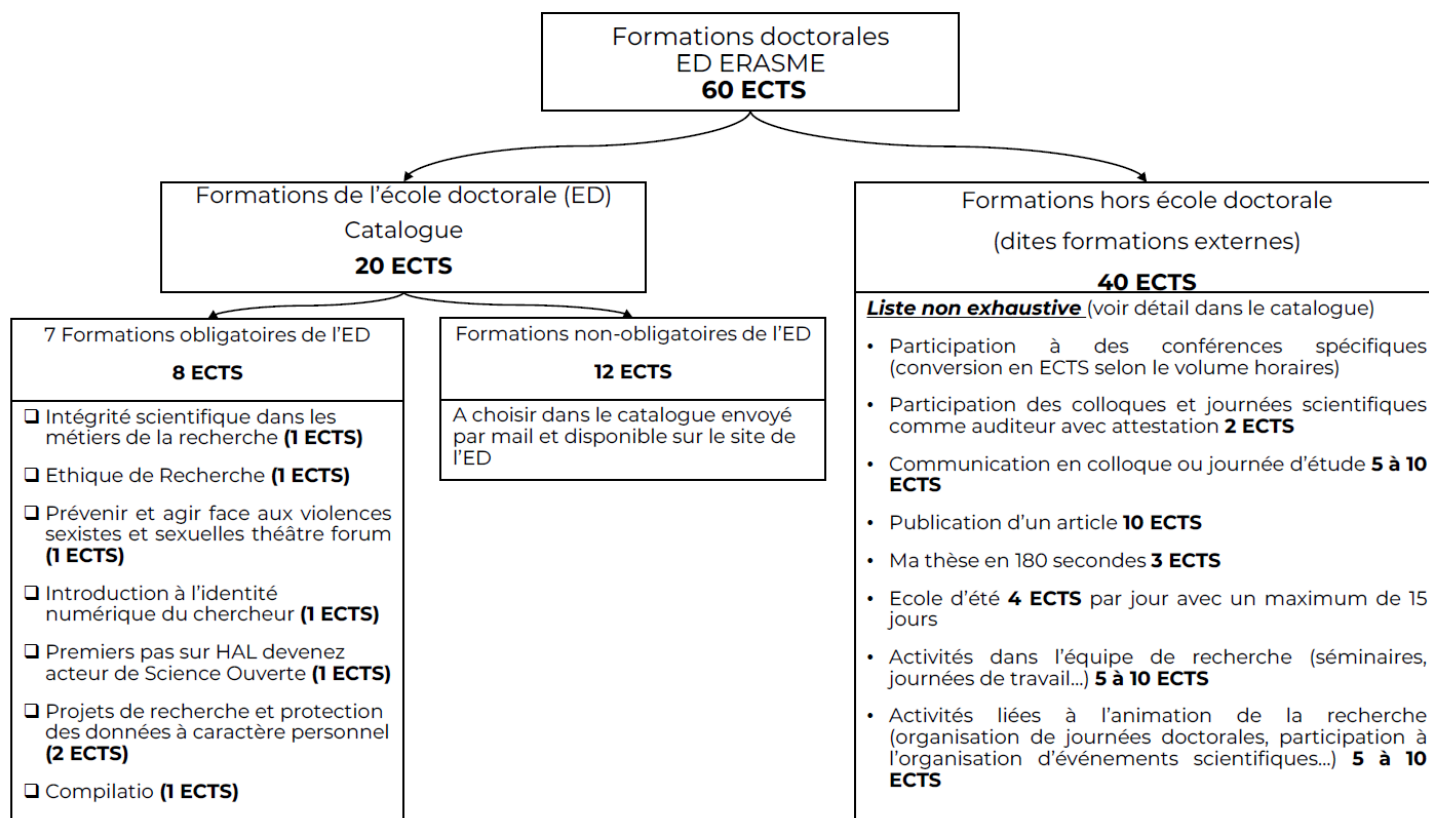 Formations doctorales
ED ERASME
60 ECTS
Formations de l'école doctorale (ED)
Catalogue
20 ECTS
7 Formations obligatoires de l'ED
8 ECTS
❑ Intégrité scientifique dans les
métiers de la recherche (1 ECTS)
❑ Ethique de Recherche (1 ECTS)
❑ Prévenir et agir face aux violences
sexistes et sexuelles théâtre forum
(1 ECTS)
❑ Introduction à l'identité
numérique du chercheur (1 ECTS)
❑ Premiers pas sur HAL devenez
acteur de Science Ouverte (1 ECTS)
❑ Projets de recherche et protection
des données à caractère personnel
(2 ECTS)
❑ Compilatio (1 ECTS)
Formations non-obligatoires de l'ED
12 ECTS
A choisir dans le catalogue envoyé
par mail et disponible sur le site de
l'ED
Formations hors école doctorale
(dites formations externes)
40 ECTS
Liste non exhaustive (voir détail dans le catalogue)
• Participation à des conférences spécifiques
(conversion en ECTS selon le volume horaires)
• Participation des colloques et journées scientifiques
comme auditeur avec attestation 2 ECTS
• Communication en colloque ou journée d'étude 5 à 10
ECTS
• Publication d'un article 10 ECTS
• Ma thèse en 180 secondes 3 ECTS
• Ecole d'été 4 ECTS par jour avec un maximum de 15
jours
• Activités dans l'équipe de recherche (séminaires,
journées de travail…) 5 à 10 ECTS
• Activités liées à l'animation de la recherche
(organisation de journées doctorales, participation à
l'organisation d'événements scientifiques…) 5 à 10
ECTS